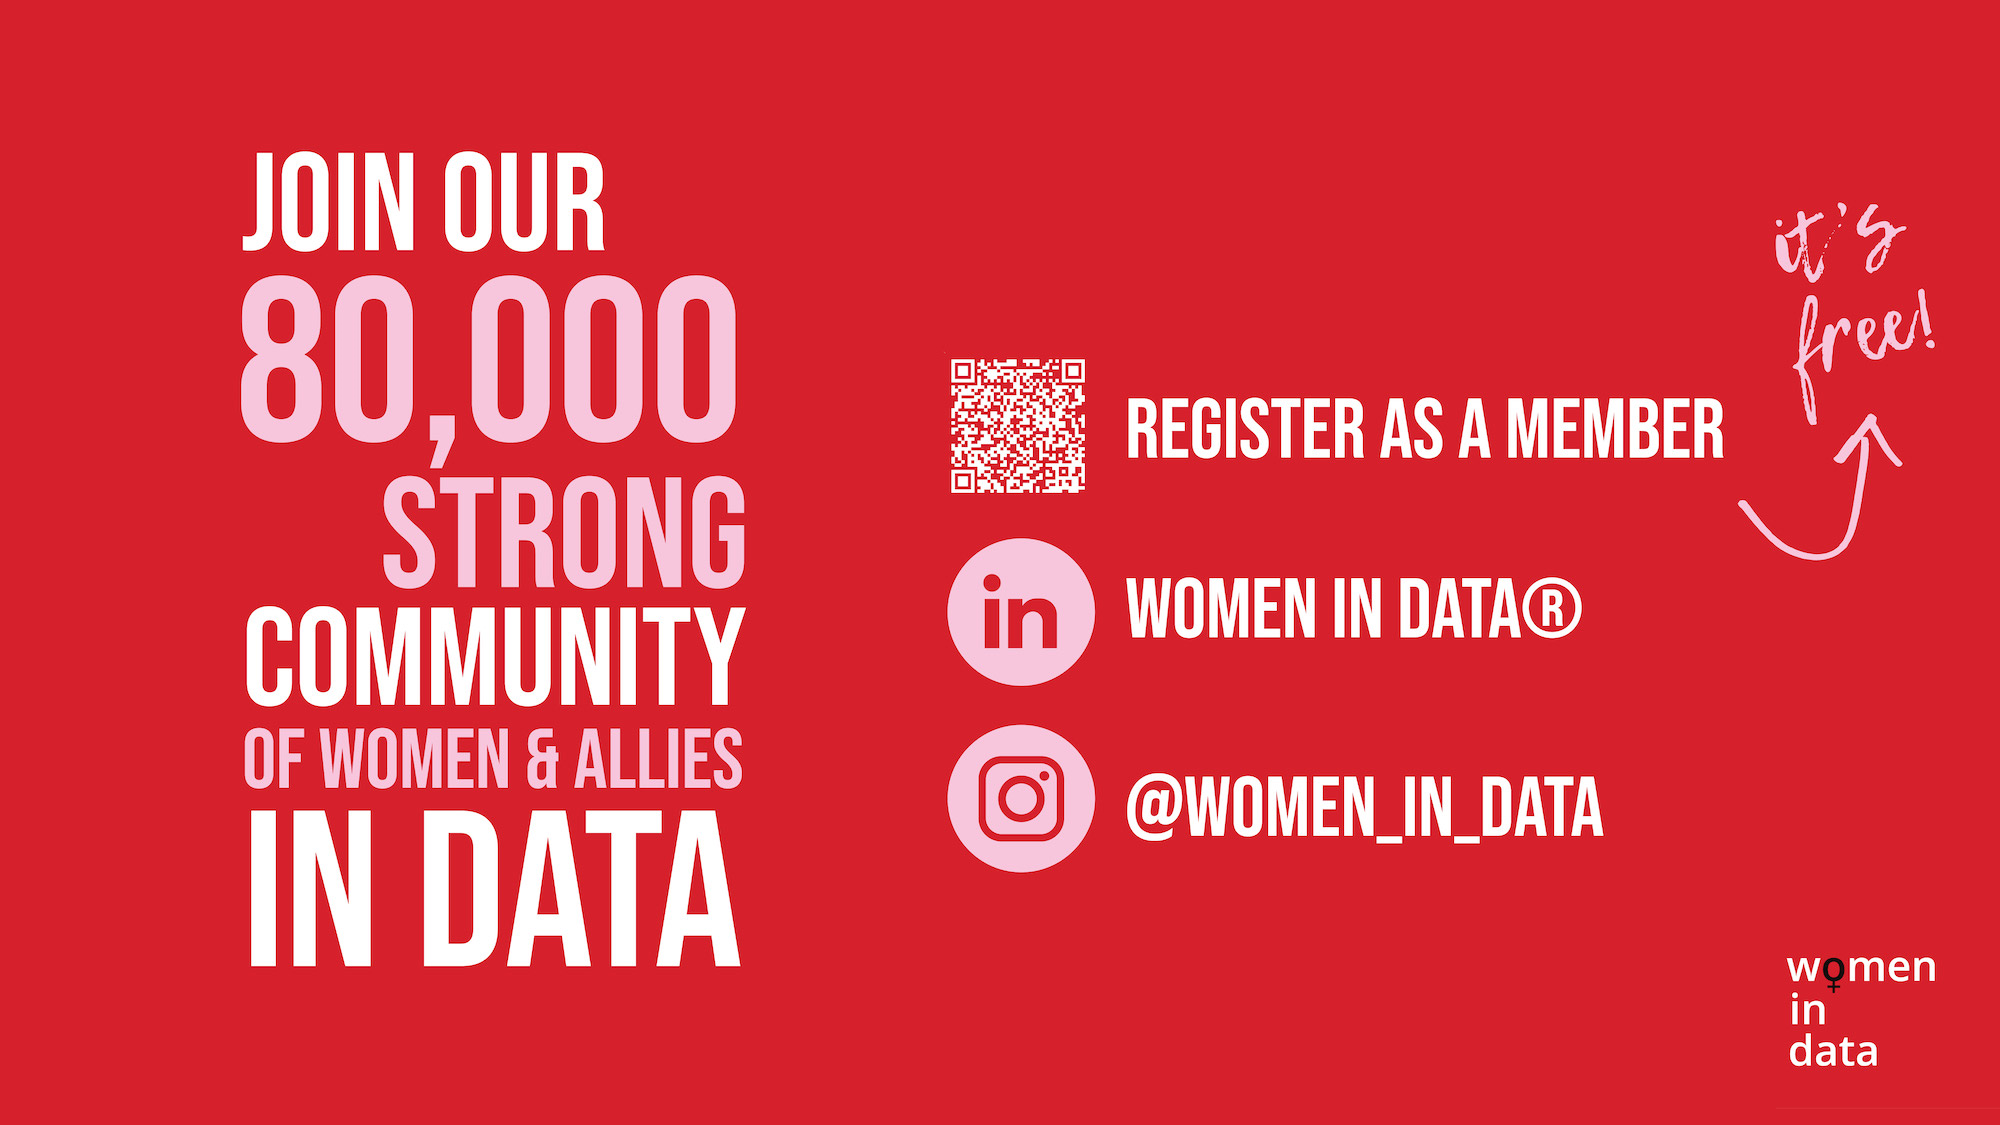 JOIN OUR
80,000
STRONG
COMMUNITY
OF WOMEN & ALLIES
IN DATA
it's
free!
REGISTER AS A MEMBER
in
WOMEN IN DATA®
@WOMEN_IN_DATA
women
in
data